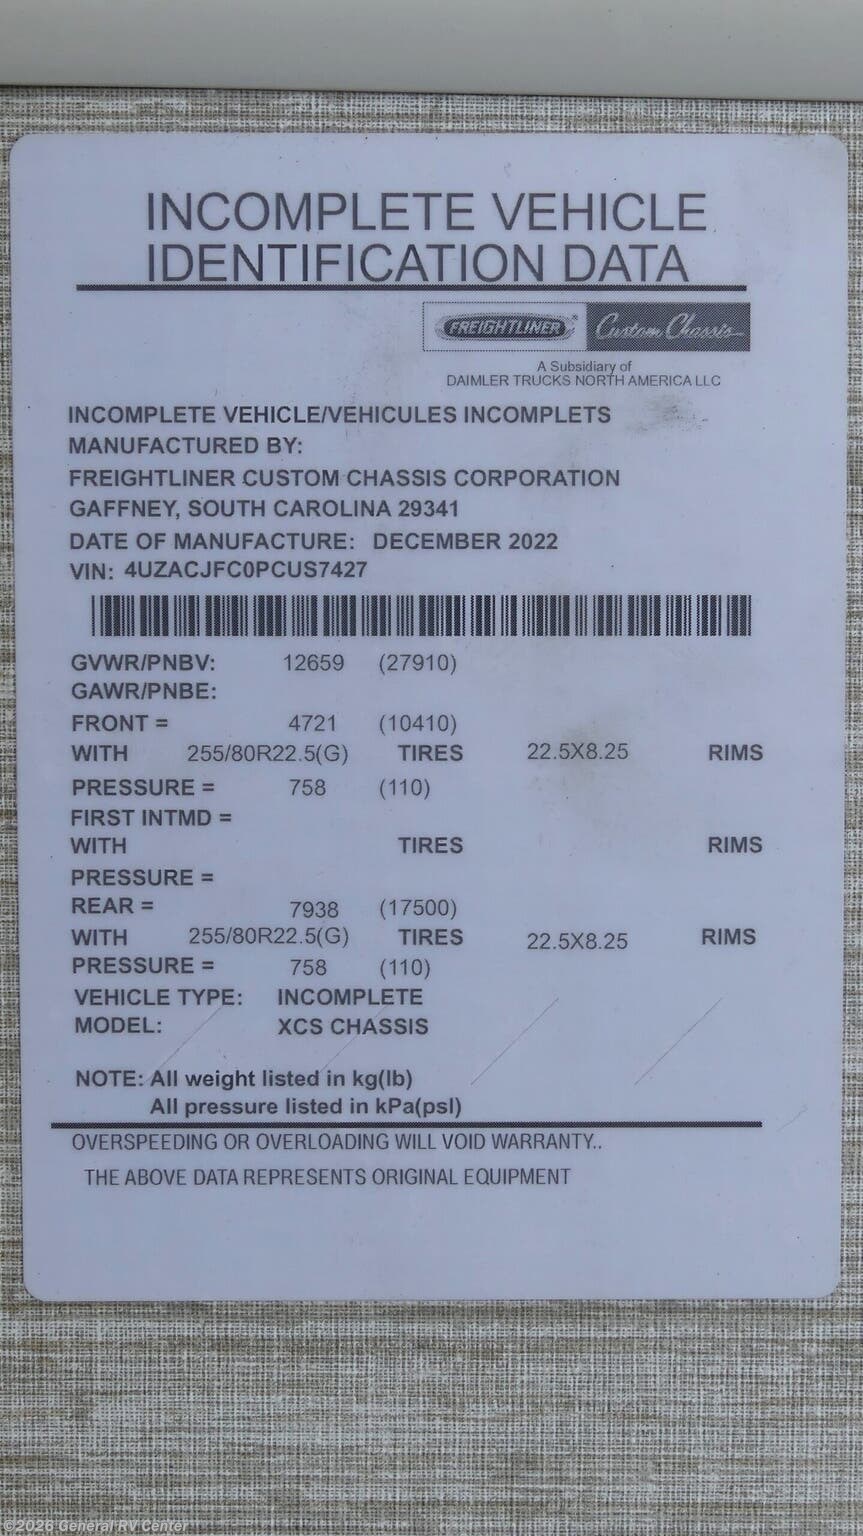 INCOMPLETE VEHICLE
IDENTIFICATION DATA
FREIGHTLINER® Custom Chassis
A Subsidiary of
DAIMLER TRUCKS NORTH AMERICA LLC
INCOMPLETE VEHICLE/VEHICULES INCOMPLETS
MANUFACTURED BY:
FREIGHTLINER CUSTOM CHASSIS CORPORATION
GAFFNEY, SOUTH CAROLINA 29341
DATE OF MANUFACTURE: DECEMBER 2022
VIN: 4UZACJFC0PCUS7427
GVWR/PNBV: 12659 (27910)
GAWR/PNBE:
FRONT = 4721 (10410)
WITH 255/80R22.5(G) TIRES 22.5X8.25 RIMS
PRESSURE = 758 (110)
FIRST INTMD =
WITH TIRES RIMS
PRESSURE =
REAR = 7938 (17500)
WITH 255/80R22.5(G) TIRES 22.5X8.25 RIMS
PRESSURE = 758 (110)
VEHICLE TYPE: INCOMPLETE
MODEL: XCS CHASSIS
NOTE: All weight listed in kg(lb)
All pressure listed in kPa(psl)
OVERSPEEDING OR OVERLOADING WILL VOID WARRANTY..
THE ABOVE DATA REPRESENTS ORIGINAL EQUIPMENT
©2026 General RV Center